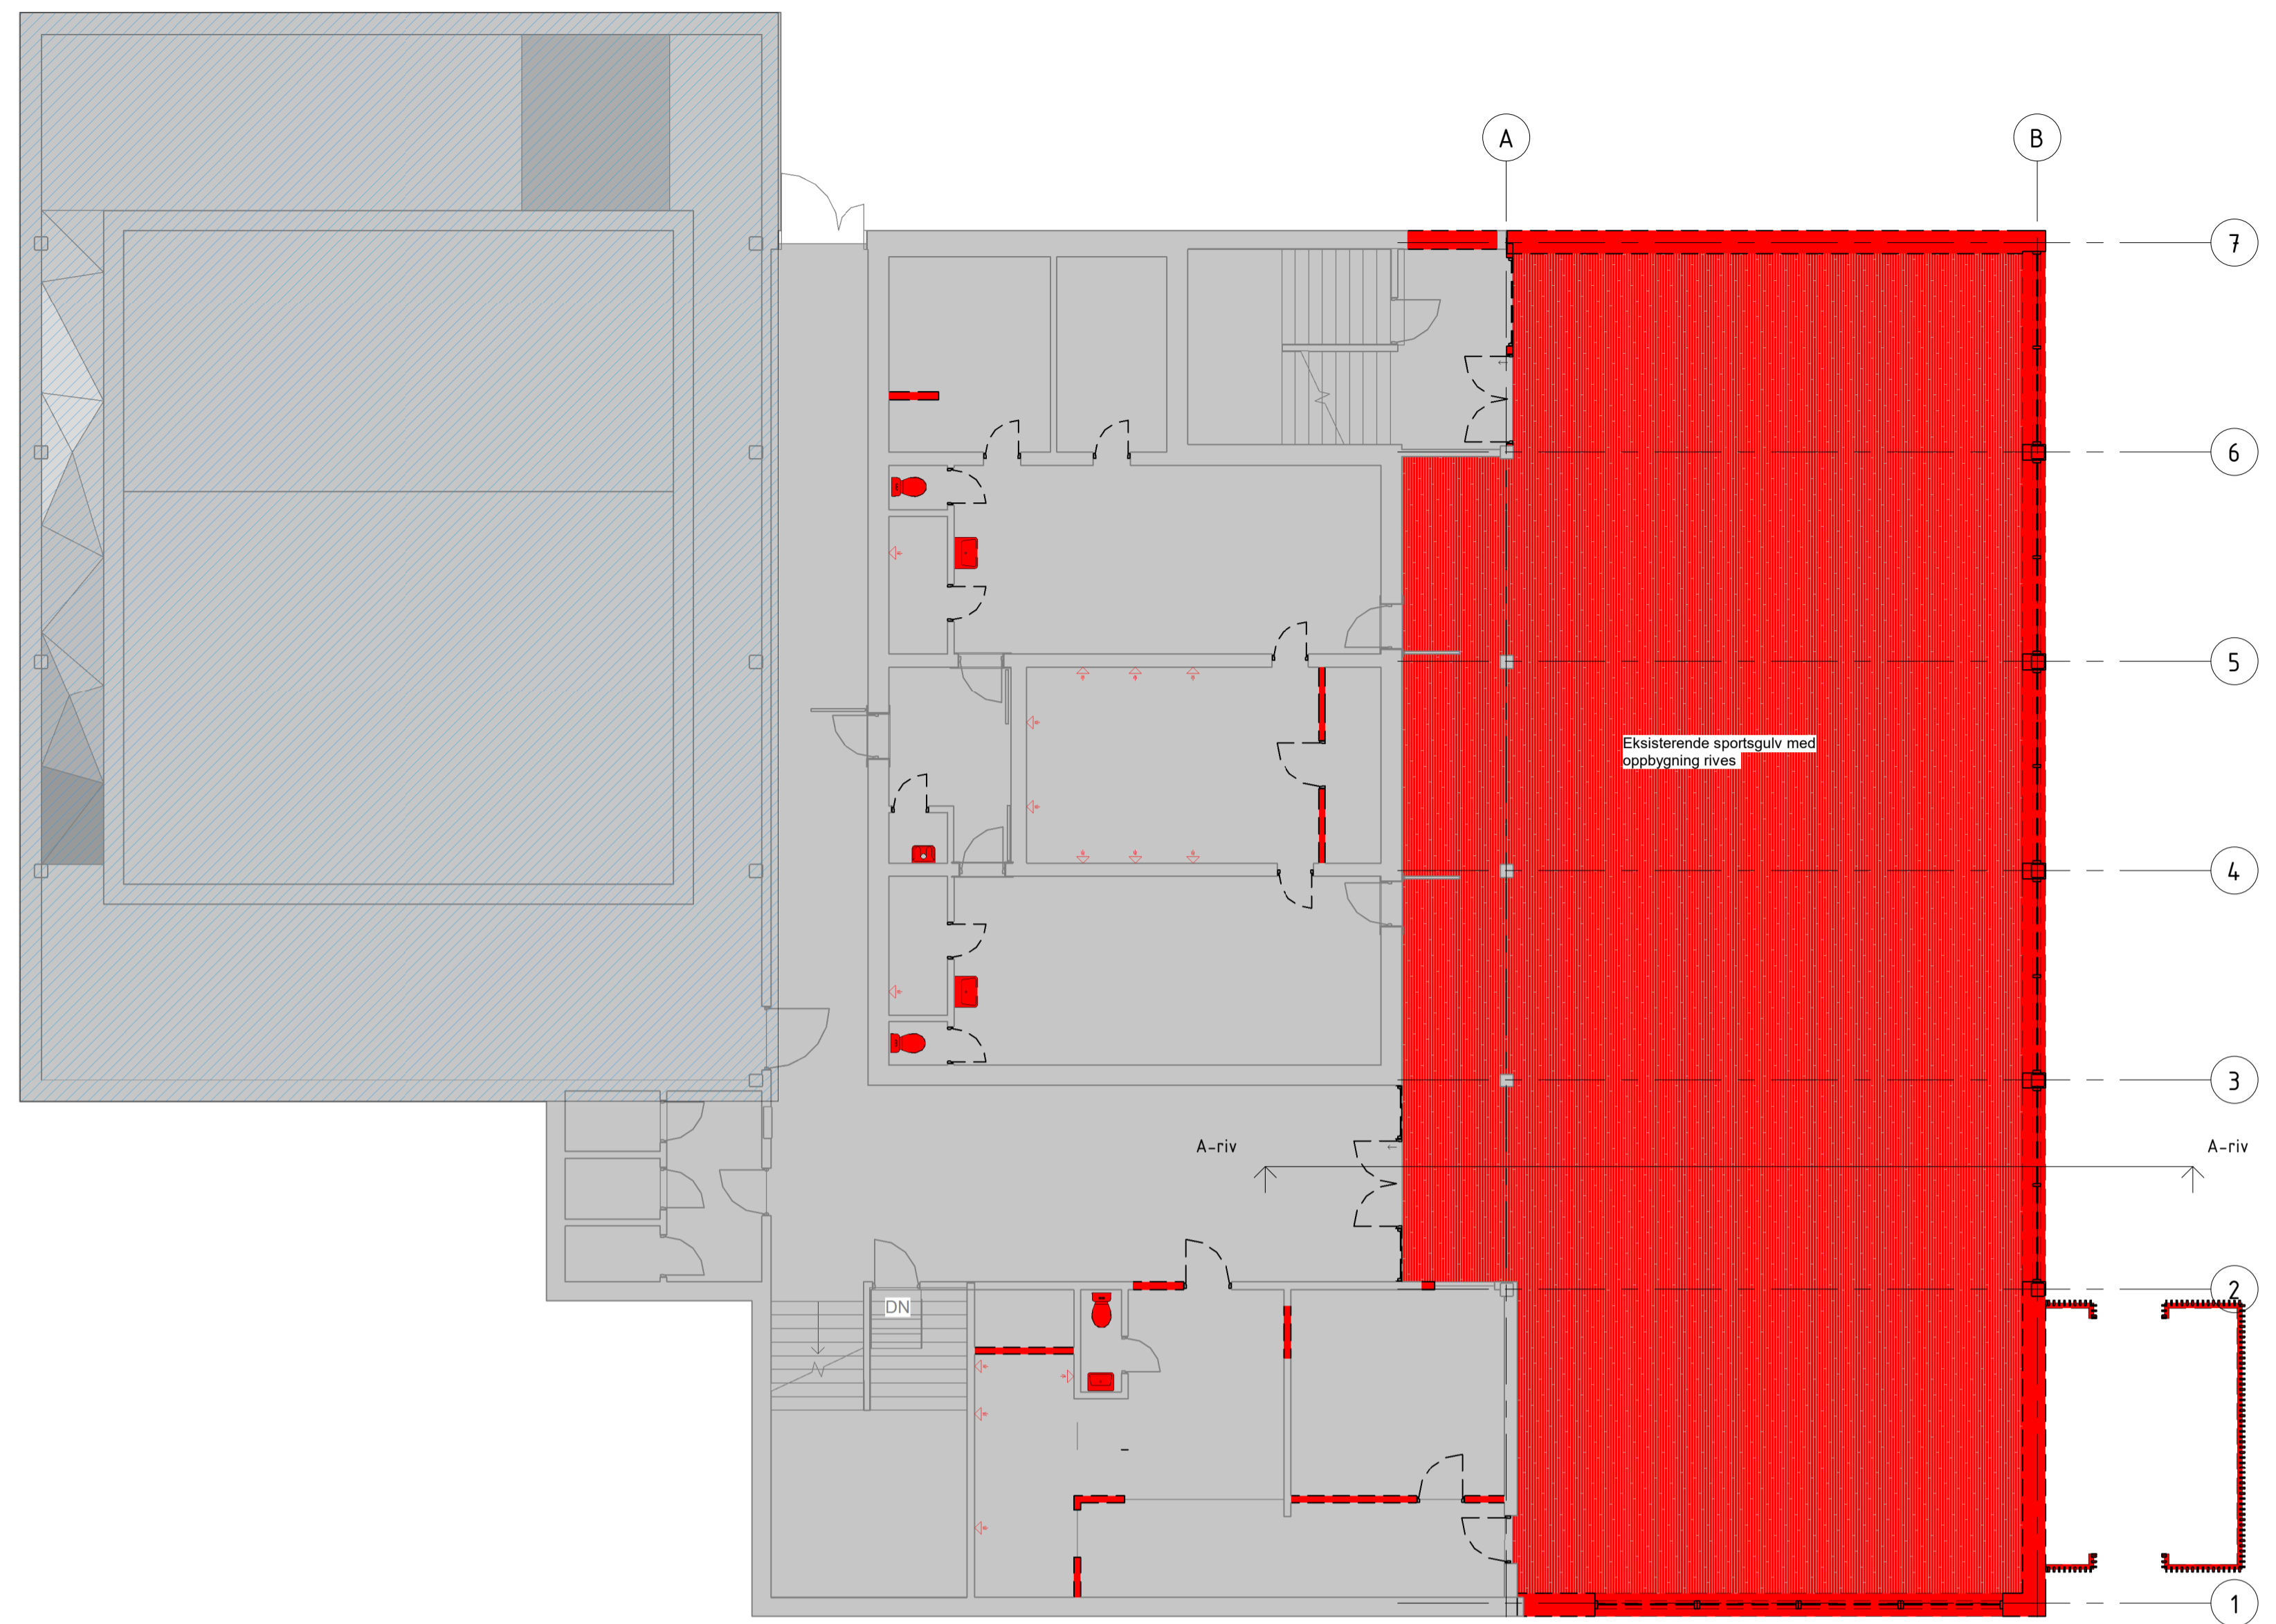 A
B
7
6
5
Eksisterende sportsgulv med
oppbygning rives
4
3
A-riv
A-riv
2
DN
1